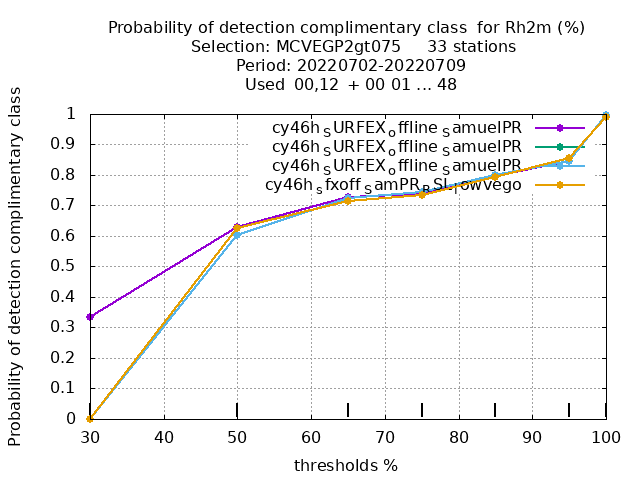 Probability of detection complimentary class for Rh2m (%)
Selection: MCVEGP2gt075 33 stations
Period: 20220702-20220709
Used 00,12 + 00 01 ... 48
Probability of detection complimentary class
1
0.9
0.8
0.7
0.6
0.5
0.4
0.3
0.2
0.1
0
cy46h_SURFEX_offline_SamuelPR
cy46h_SURFEX_offline_SamuelPR
cy46h_SURFEX_offline_SamuelPR
cy46h_sfxoff_SamPR_RSLlowvego
30 40 50 60 70 80 90 100
thresholds %